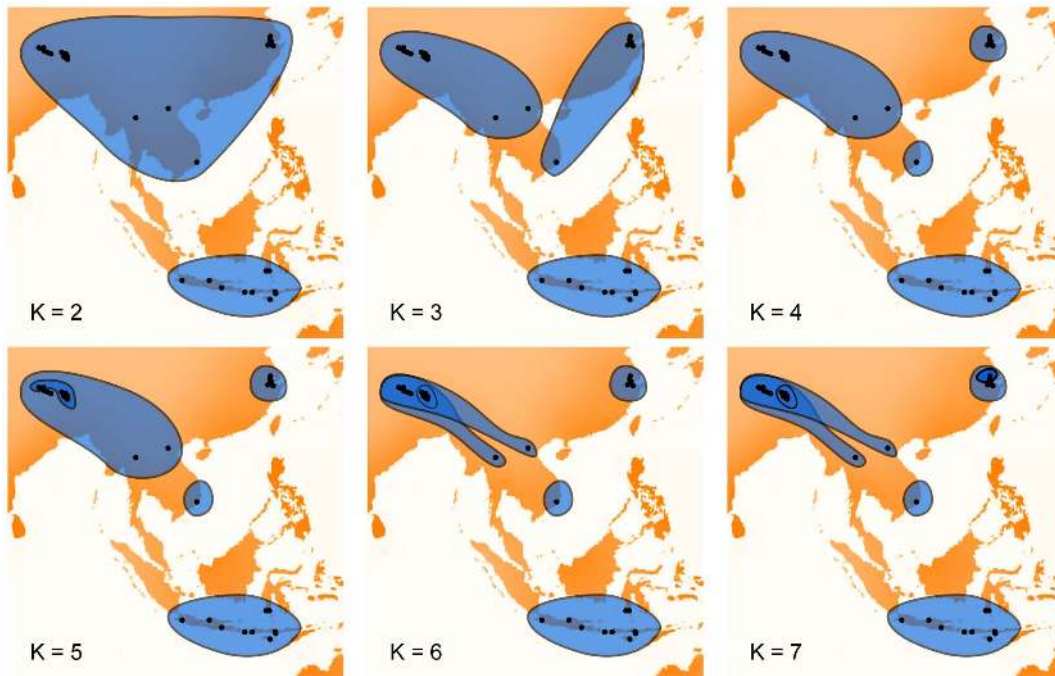 K = 2
K = 3
K = 4
K = 5
K = 6
K = 7